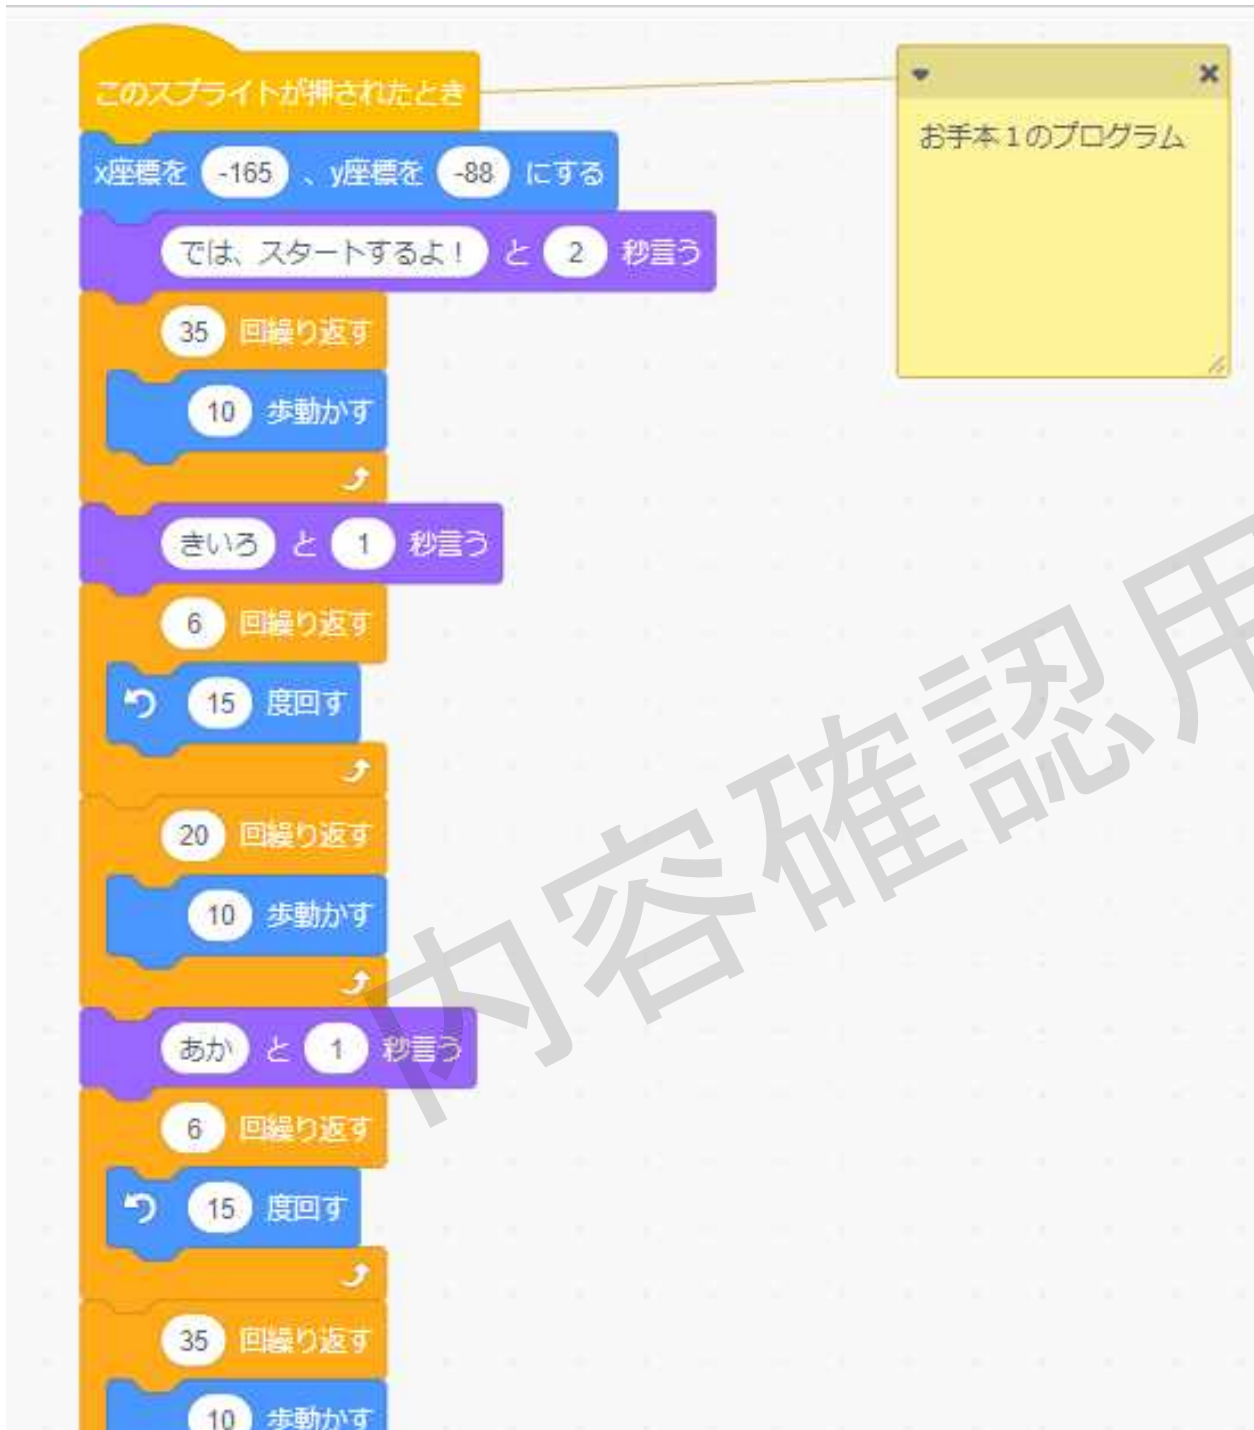 このスプライトが押されたとき
お手本１のプログラム
x座標を -165 、y座標を -88 にする
では、スタートするよ！ と 2 秒言う
35 回繰り返す
10 歩動かす
きいろ と 1 秒言う
6 回繰り返す
15 度回す
20 回繰り返す
10 歩動かす
あか と 1 秒言う
6 回繰り返す
15 度回す
35 回繰り返す
10 歩動かす
内容確認用